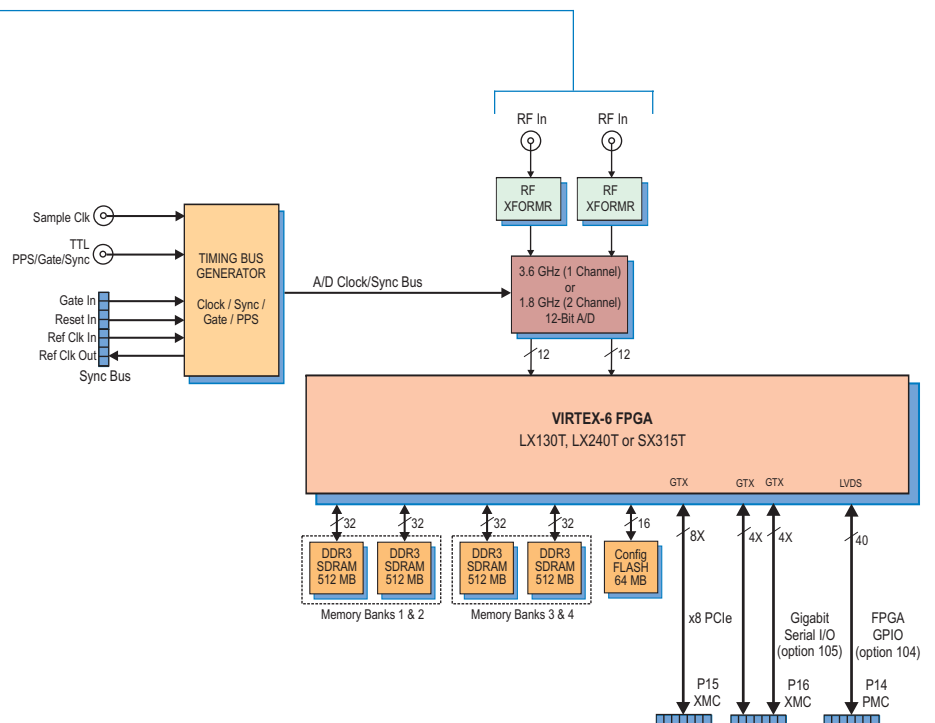 RF In
RF In
RF
XFORMR
RF
XFORMR
Sample Clk
TTL
PPS/Gate/Sync
TIMING BUS
GENERATOR
Clock / Sync /
Gate / PPS
A/D Clock/Sync Bus
3.6 GHz (1 Channel)
or
1.8 GHz (2 Channel)
12-Bit A/D
Gate In
Reset In
Ref Clk In
Ref Clk Out
Sync Bus
12
12
VIRTEX-6 FPGA
LX130T, LX240T or SX315T
GTX
GTX
GTX
LVDS
32
32
32
32
16
8X
4X
4X
40
DDR3
SDRAM
512 MB
DDR3
SDRAM
512 MB
DDR3
SDRAM
512 MB
DDR3
SDRAM
512 MB
Config
FLASH
64 MB
Memory Banks 1 & 2
Memory Banks 3 & 4
x8 PCIe
Gigabit
Serial I/O
(option 105)
FPGA
GPIO
(option 104)
P15
XMC
P16
XMC
P14
PMC